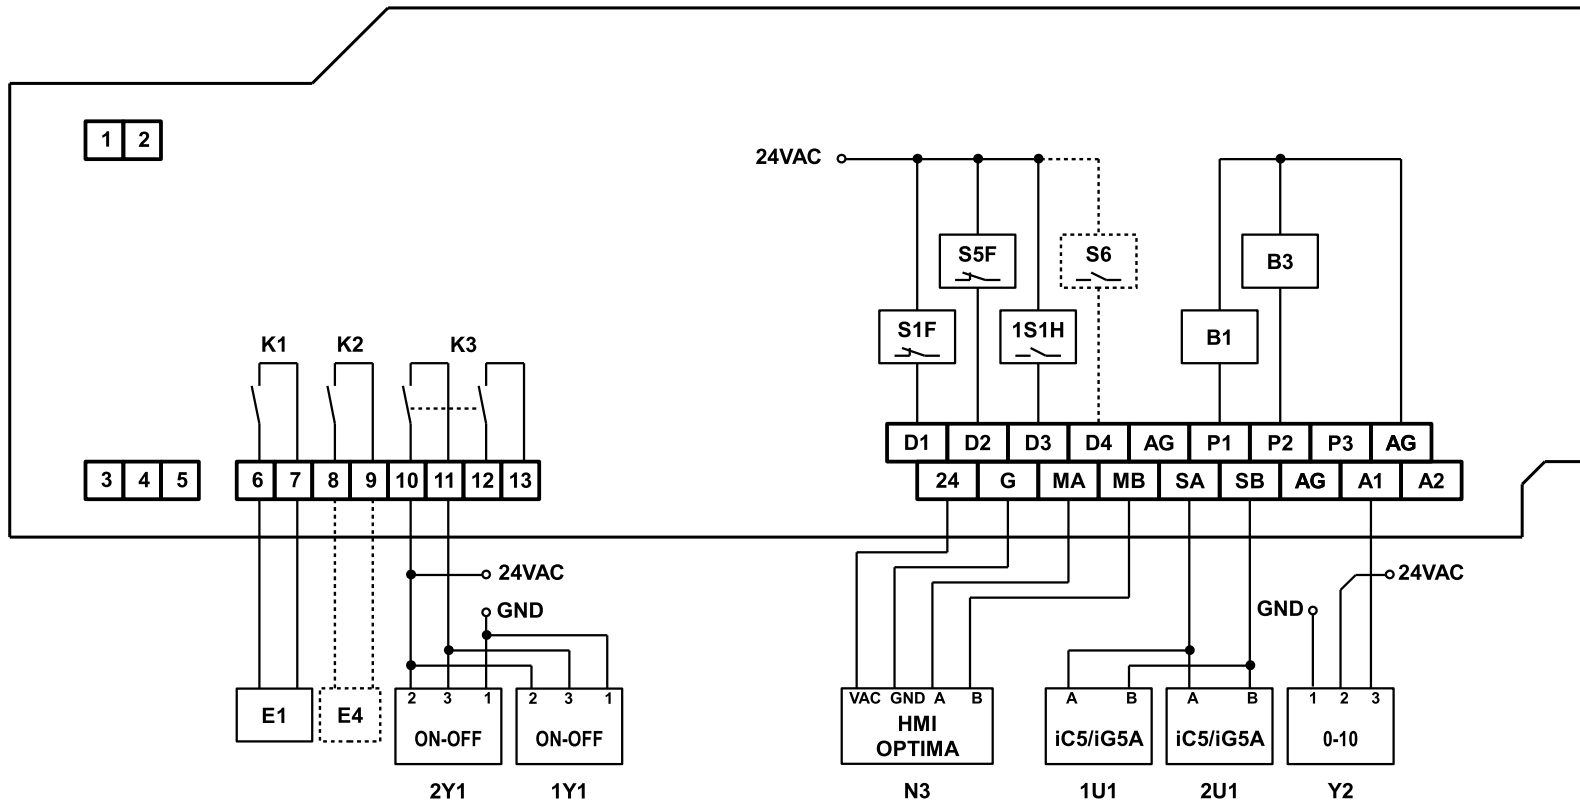 1 2
24VAC
S5F S6 B3
S1F 1S1H B1
K1 K2 K3
D1 D2 D3 D4 AG P1 P2 P3 AG
3 4 5 6 7 8 9 10 11 12 13
24 G MA MB SA SB AG A1 A2
24VAC 24VAC
GND GND
2 3 1 2 3 1 VAC GND A B A B A B 1 2 3
E1 E4 ON-OFF ON-OFF
HMI
OPTIMA
iC5/iG5A iC5/iG5A 0-10
2Y1 1Y1 N3 1U1 2U1 Y2